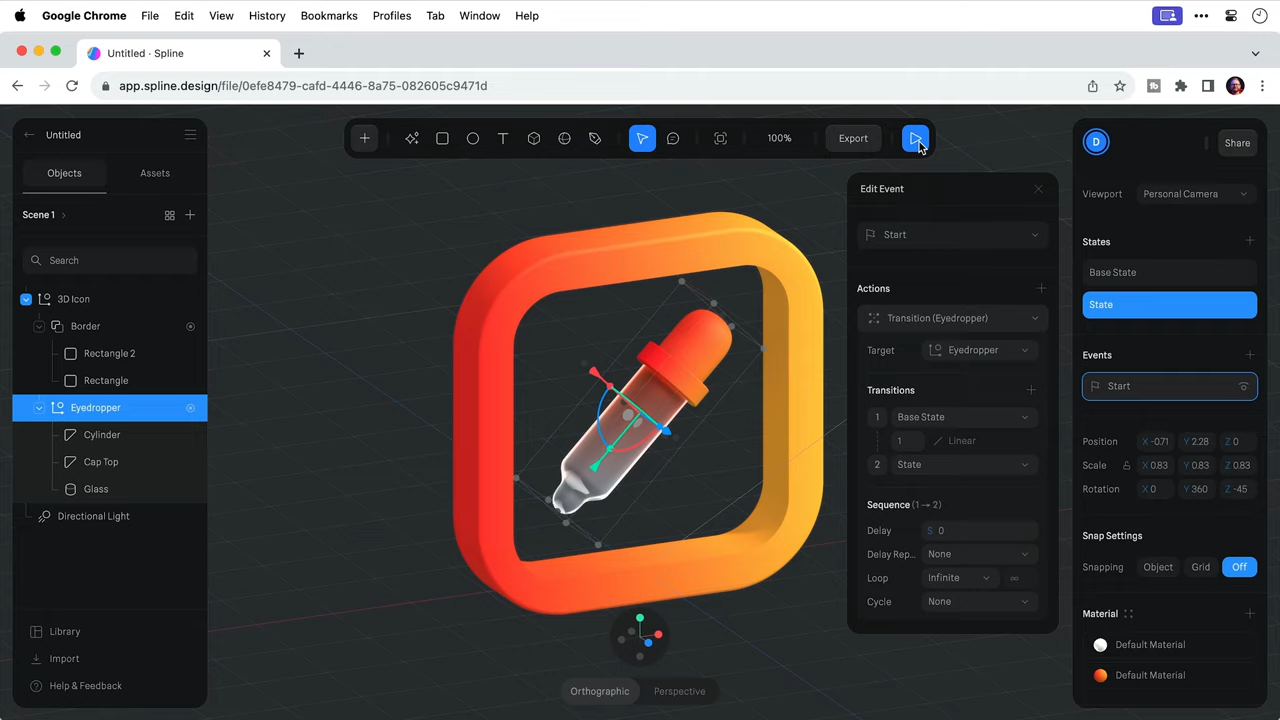 Google Chrome File Edit View History Bookmarks Profiles Tab Window Help
Untitled · Spline
app.spline.design/file/0efe8479-cafd-4446-8a75-082605c9471d
Untitled
Objects Assets
Scene 1
Search
3D Icon
Border
Rectangle 2
Rectangle
Eyedropper
Cylinder
Cap Top
Glass
Directional Light
Library
Import
Help & Feedback
T 100% Export
Orthographic Perspective
Edit Event
Start
Actions
Transition (Eyedropper)
Target Eyedropper
Transitions
1 Base State
1 Linear
2 State
Sequence (1 → 2)
Delay S 0
Delay Rep... None
Loop Infinite ∞
Cycle None
D Share
Viewport Personal Camera
States
Base State
State
Events
Start
Position X -0.71 Y 2.28 Z 0
Scale X 0.83 Y 0.83 Z 0.83
Rotation X 0 Y 360 Z -45
Snap Settings
Snapping Object Grid Off
Material
Default Material
Default Material